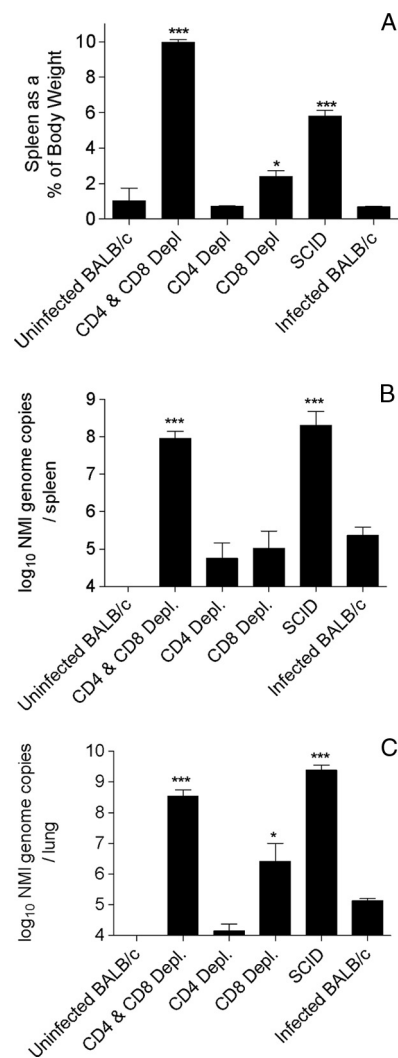 A
Spleen as a
% of Body Weight
10
8
6
4
2
0
***
*
***
Uninfected BALB/c
CD4 & CD8 Depl
CD4 Depl
CD8 Depl
SCID
Infected BALB/c
B
log10 NMI genome copies
/ spleen
9
8
7
6
5
4
***
***
Uninfected BALB/c
CD4 & CD8 Depl.
CD4 Depl.
CD8 Depl.
SCID
Infected BALB/c
C
log10 NMI genome copies
/ lung
10
9
8
7
6
5
4
***
*
***
Uninfected BALB/c
CD4 & CD8 Depl.
CD4 Depl.
CD8 Depl.
SCID
Infected BALB/c